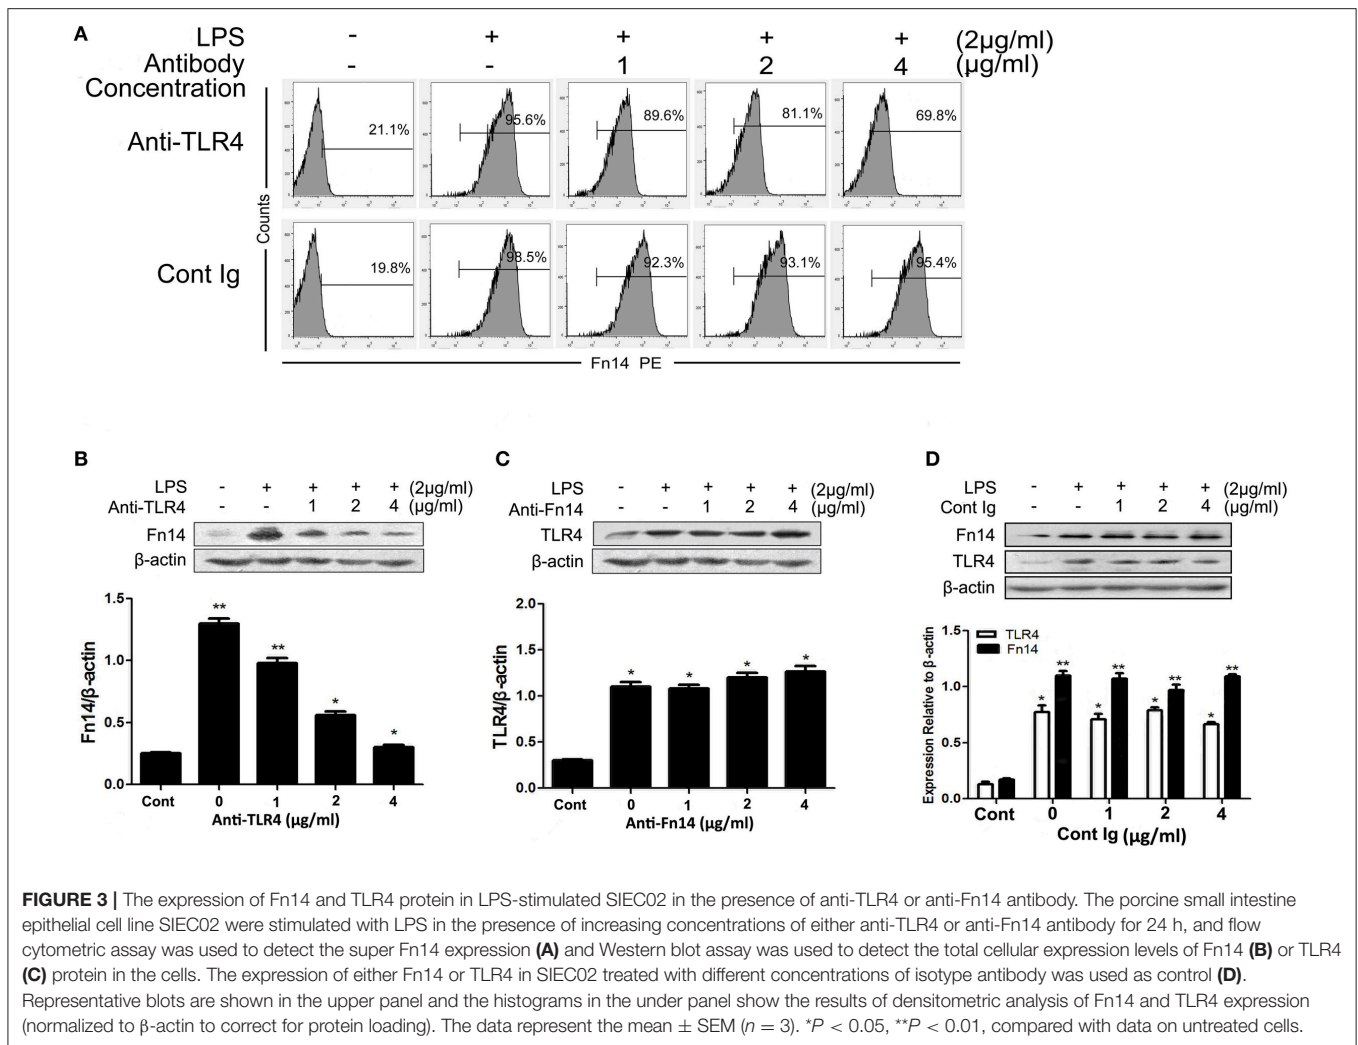 A
LPS - + + + + (2μg/ml)
Antibody - - 1 2 4 (μg/ml)
Concentration
Anti-TLR4
21.1% 95.6% 89.6% 81.1% 69.8%
Counts
Cont Ig
19.8% 98.5% 92.3% 93.1% 95.4%
Fn14 PE
B
LPS - + + + + (2μg/ml)
Anti-TLR4 - - 1 2 4 (μg/ml)
Fn14
β-actin
Fn14/β-actin
1.5
1.0
0.5
0.0
** ** * *
Cont 0 1 2 4
Anti-TLR4 (μg/ml)
C
LPS - + + + + (2μg/ml)
Anti-Fn14 - - 1 2 4 (μg/ml)
TLR4
β-actin
TLR4/β-actin
2.0
1.5
1.0
0.5
0.0
* * * *
Cont 0 1 2 4
Anti-Fn14 (μg/ml)
D
LPS - + + + + (2μg/ml)
Cont Ig - - 1 2 4 (μg/ml)
Fn14
TLR4
β-actin
Expression Relative to β-actin
1.5
1.0
0.5
0.0
TLR4
Fn14
* ** * ** * ** * **
Cont 0 1 2 4
Cont Ig (μg/ml)
FIGURE 3 | The expression of Fn14 and TLR4 protein in LPS-stimulated SIEC02 in the presence of anti-TLR4 or anti-Fn14 antibody. The porcine small intestine
epithelial cell line SIEC02 were stimulated with LPS in the presence of increasing concentrations of either anti-TLR4 or anti-Fn14 antibody for 24 h, and flow
cytometric assay was used to detect the super Fn14 expression (A) and Western blot assay was used to detect the total cellular expression levels of Fn14 (B) or TLR4
(C) protein in the cells. The expression of either Fn14 or TLR4 in SIEC02 treated with different concentrations of isotype antibody was used as control (D).
Representative blots are shown in the upper panel and the histograms in the under panel show the results of densitometric analysis of Fn14 and TLR4 expression
(normalized to β-actin to correct for protein loading). The data represent the mean ± SEM (n = 3). *P < 0.05, **P < 0.01, compared with data on untreated cells.